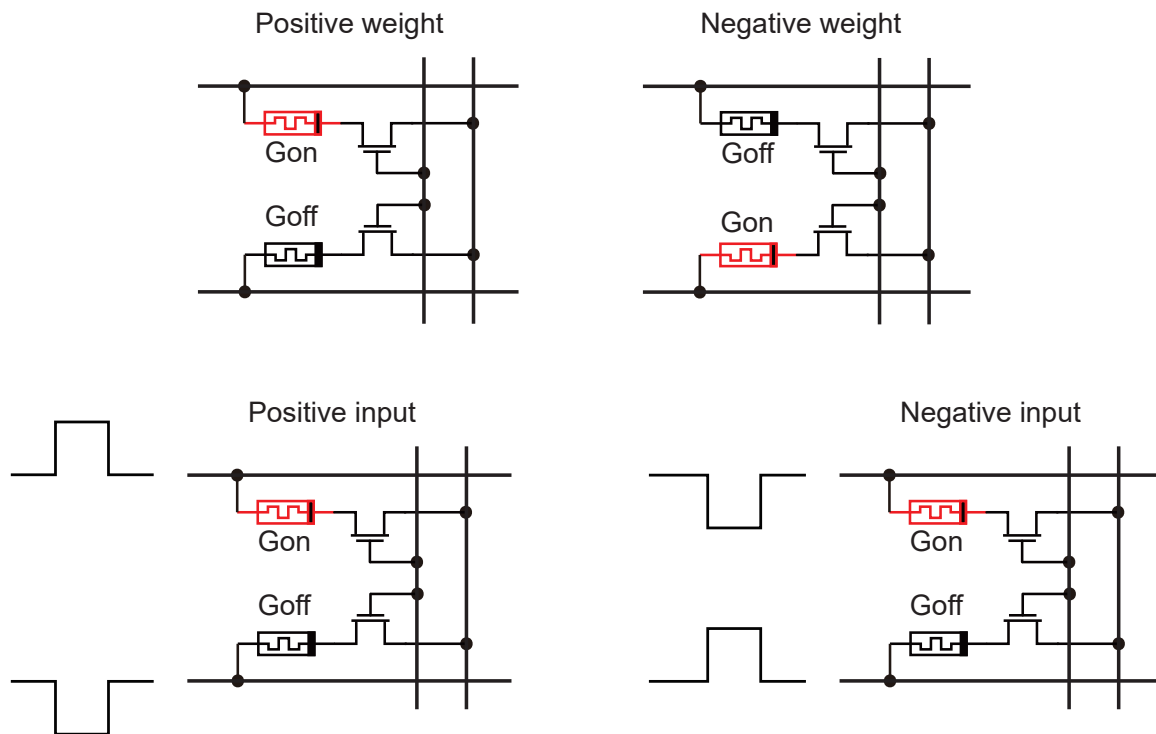 Positive weight
Negative weight
Gon
Goff
Goff
Gon
Positive input
Negative input
Gon
Gon
Goff
Goff